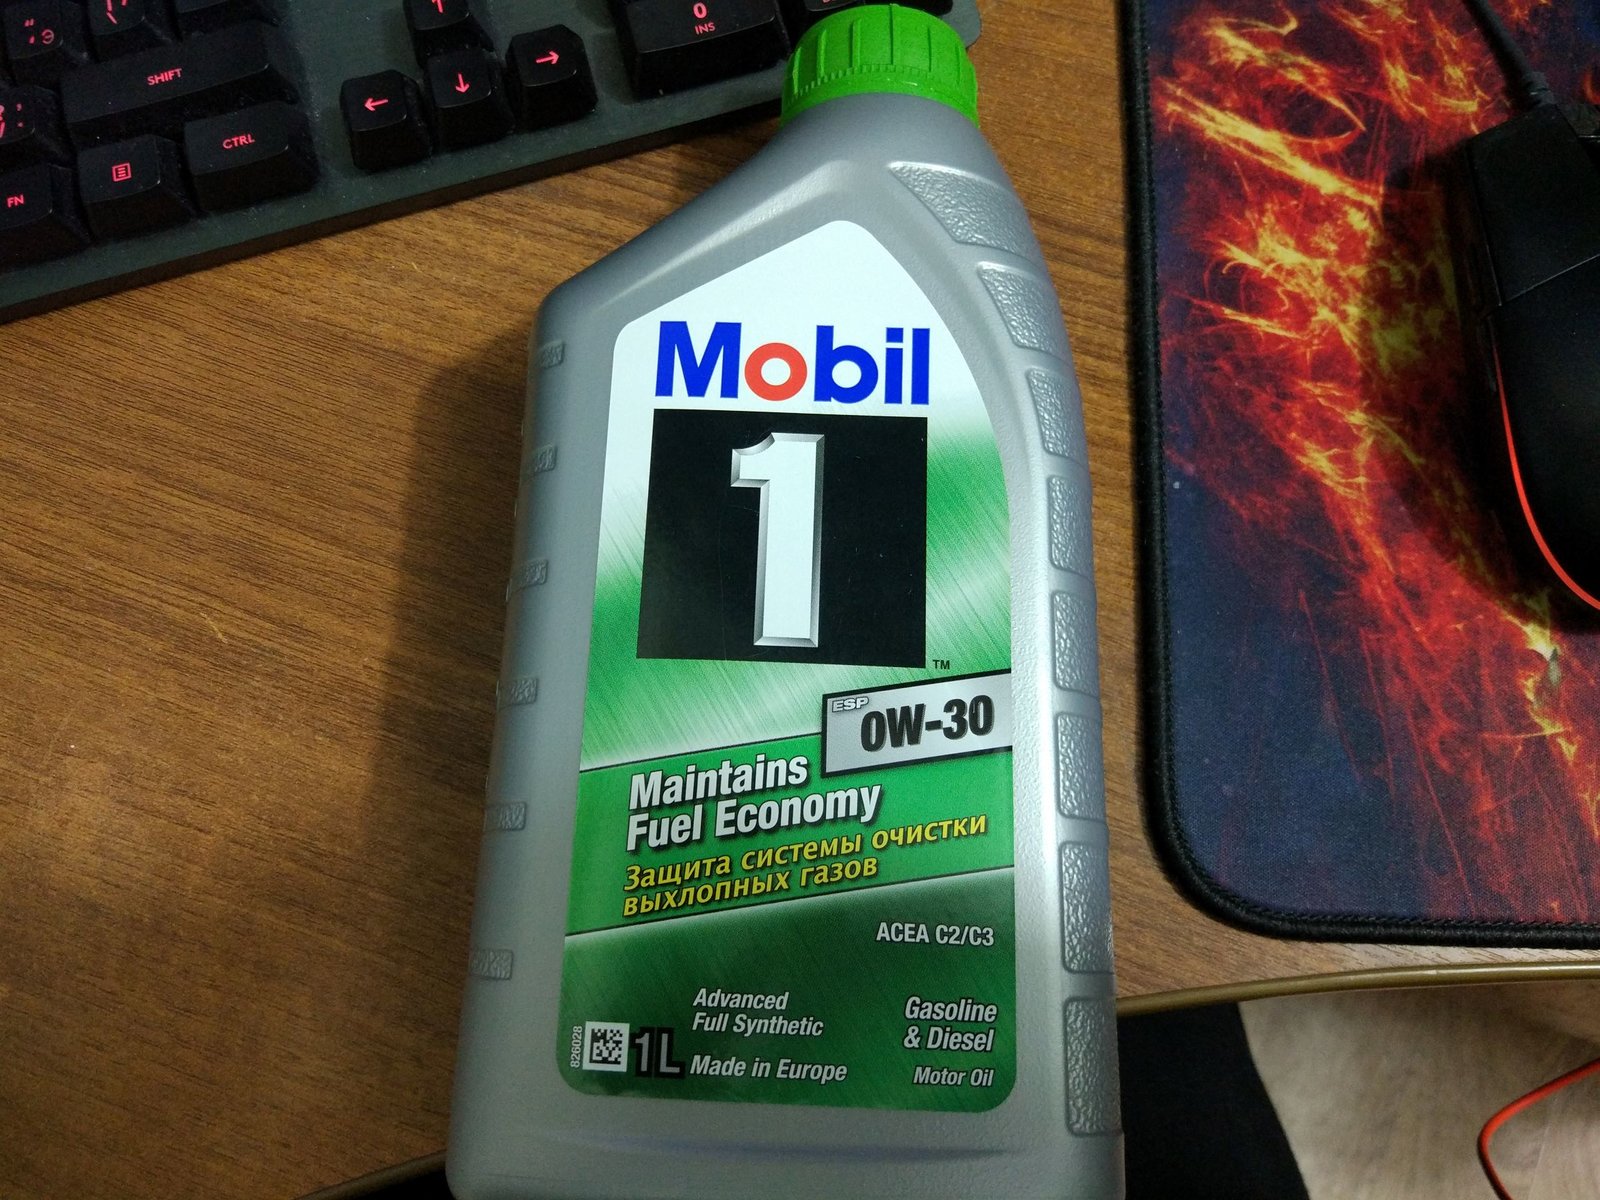 SHIFT
CTRL
FN
0
INS
Mobil
1
TM
ESP
0W-30
Maintains
Fuel Economy
Защита системы очистки
выхлопных газов
ACEA C2/C3
Advanced
Full Synthetic
Gasoline
& Diesel
826028
1L
Made in Europe
Motor Oil